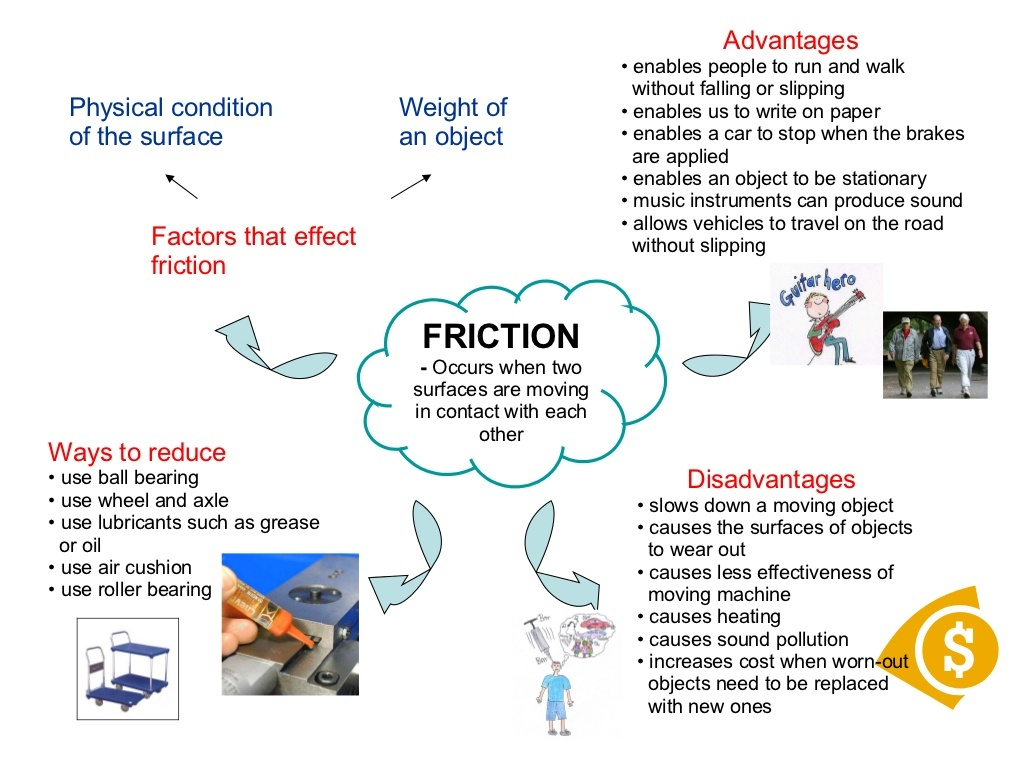 Advantages
• enables people to run and walk
without falling or slipping
• enables us to write on paper
• enables a car to stop when the brakes
are applied
• enables an object to be stationary
• music instruments can produce sound
• allows vehicles to travel on the road
without slipping
Physical condition
of the surface
Weight of
an object
Factors that effect
friction
Guitar hero
FRICTION
- Occurs when two
surfaces are moving
in contact with each
other
Ways to reduce
• use ball bearing
• use wheel and axle
• use lubricants such as grease
or oil
• use air cushion
• use roller bearing
Disadvantages
• slows down a moving object
• causes the surfaces of objects
to wear out
• causes less effectiveness of
moving machine
• causes heating
• causes sound pollution
• increases cost when worn-out
objects need to be replaced
with new ones
$
Brr
Brr